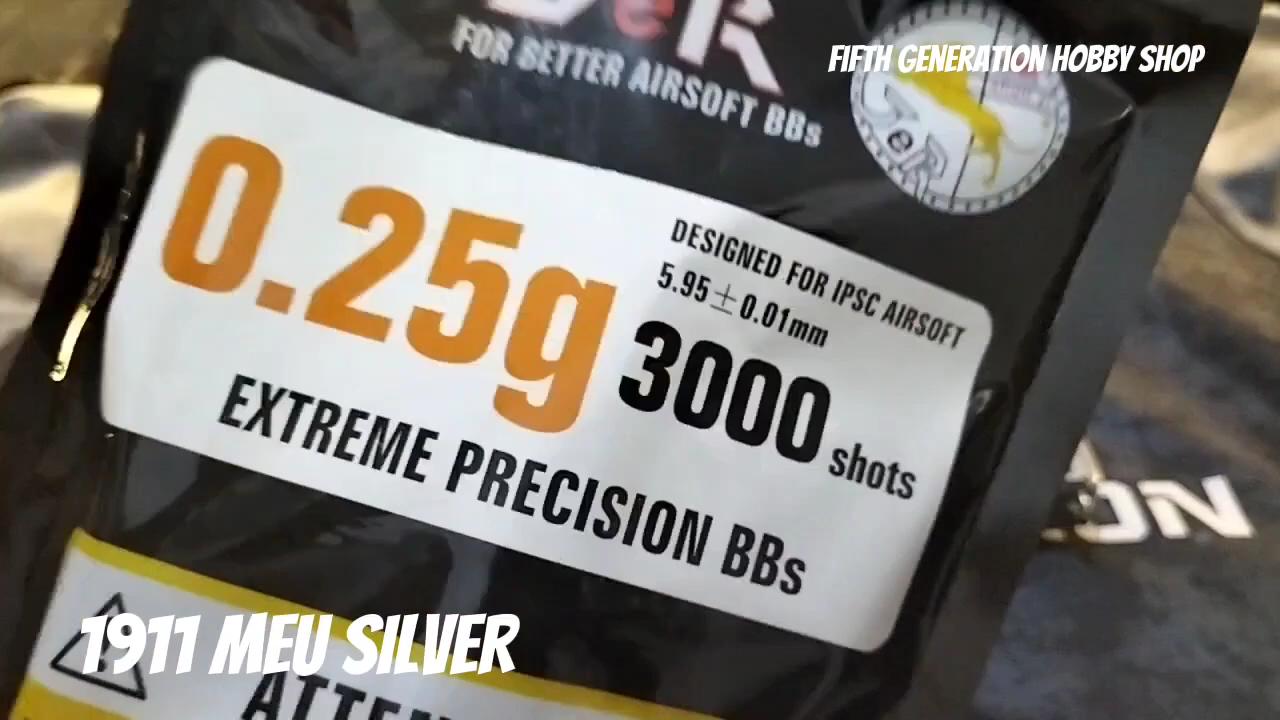 FIFTH GENERATION HOBBY SHOP
FOR BETTER AIRSOFT BBs
0.25g
DESIGNED FOR IPSC AIRSOFT
5.95±0.01mm
3000 shots
EXTREME PRECISION BBs
1911 MEU SILVER